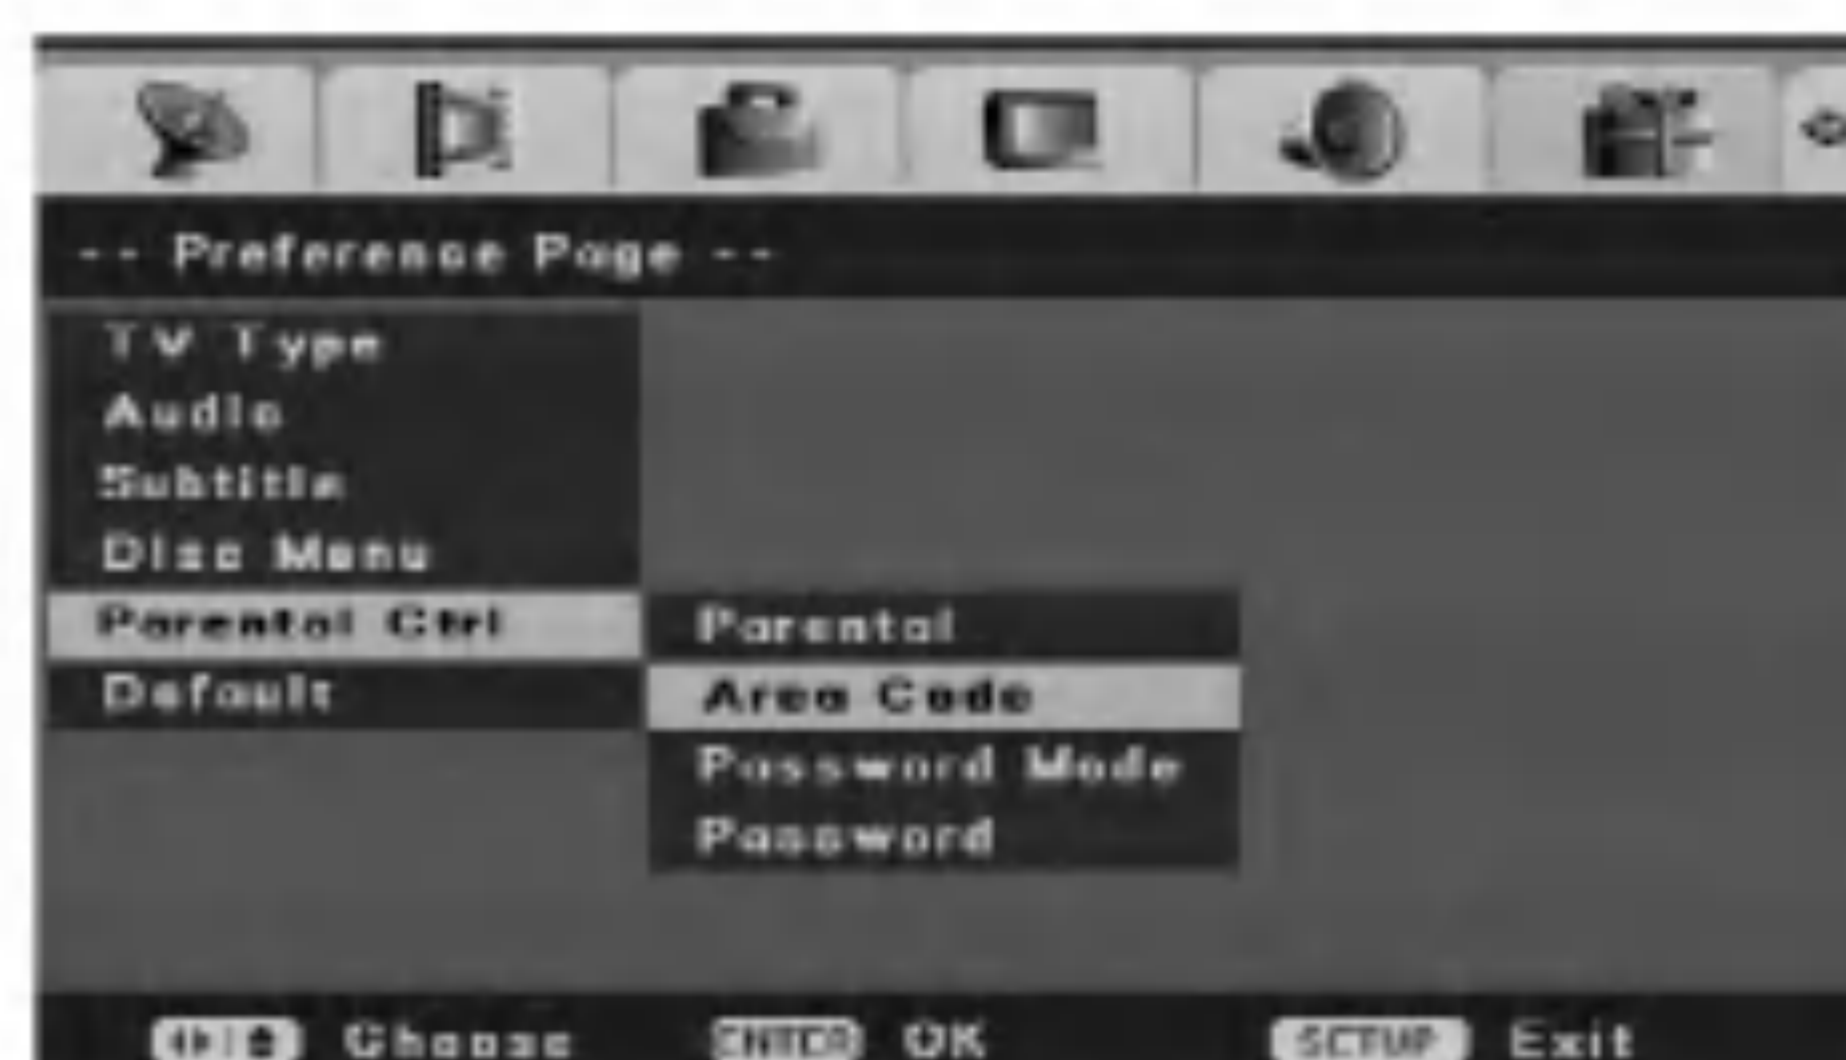 -- Preference Page --
TV Type
Audio
Subtitle
Disc Menu
Parental Ctrl
Default
Parental
Area Code
Password Mode
Password
Choose
ENTER OK
SETUP Exit